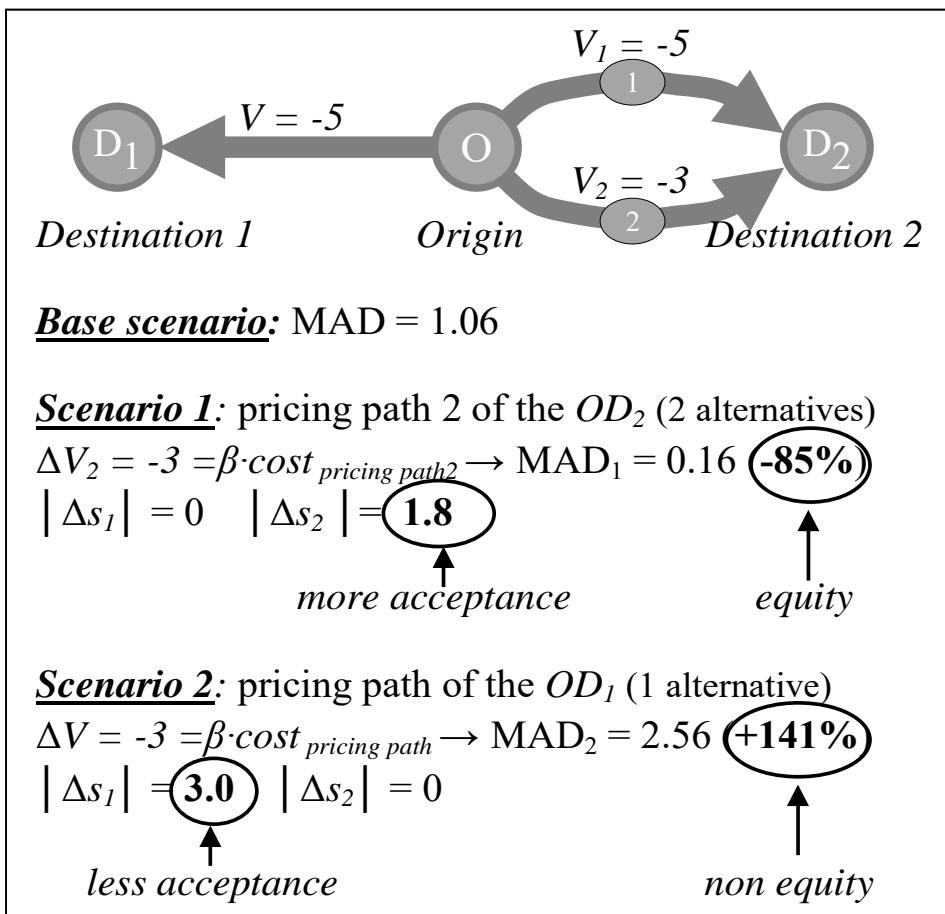 V1 = -5
1
V = -5
D1 O D2
V2 = -3
2
Destination 1 Origin Destination 2
Base scenario: MAD = 1.06
Scenario 1: pricing path 2 of the OD2 (2 alternatives)
ΔV2 = -3 =β·cost pricing path2 → MAD1 = 0.16 (-85%)
|Δs1| = 0 |Δs2| = 1.8
more acceptance equity
Scenario 2: pricing path of the OD1 (1 alternative)
ΔV = -3 =β·cost pricing path → MAD2 = 2.56 (+141%)
|Δs1| = 3.0 |Δs2| = 0
less acceptance non equity